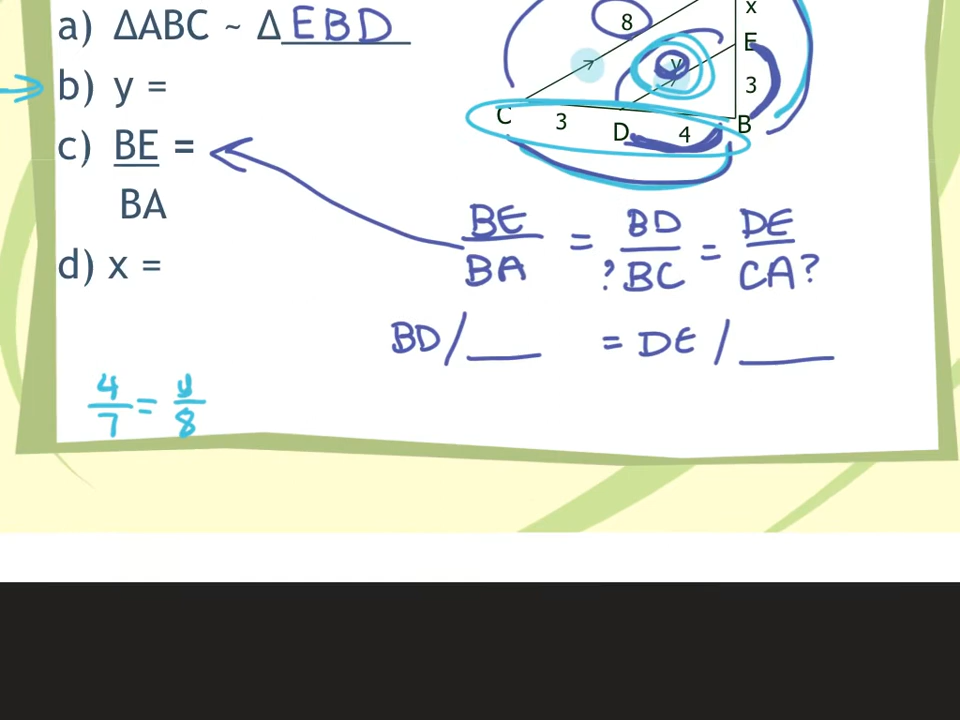 a) ΔABC ~ ΔEBD
8
x
E
b) y =
y
3
C
3
D
4
B
c) BE =
BA
BE/BA = BD/BC = DE/CA?
?
d) x =
BD/___ = DE/____
4/7 = y/8